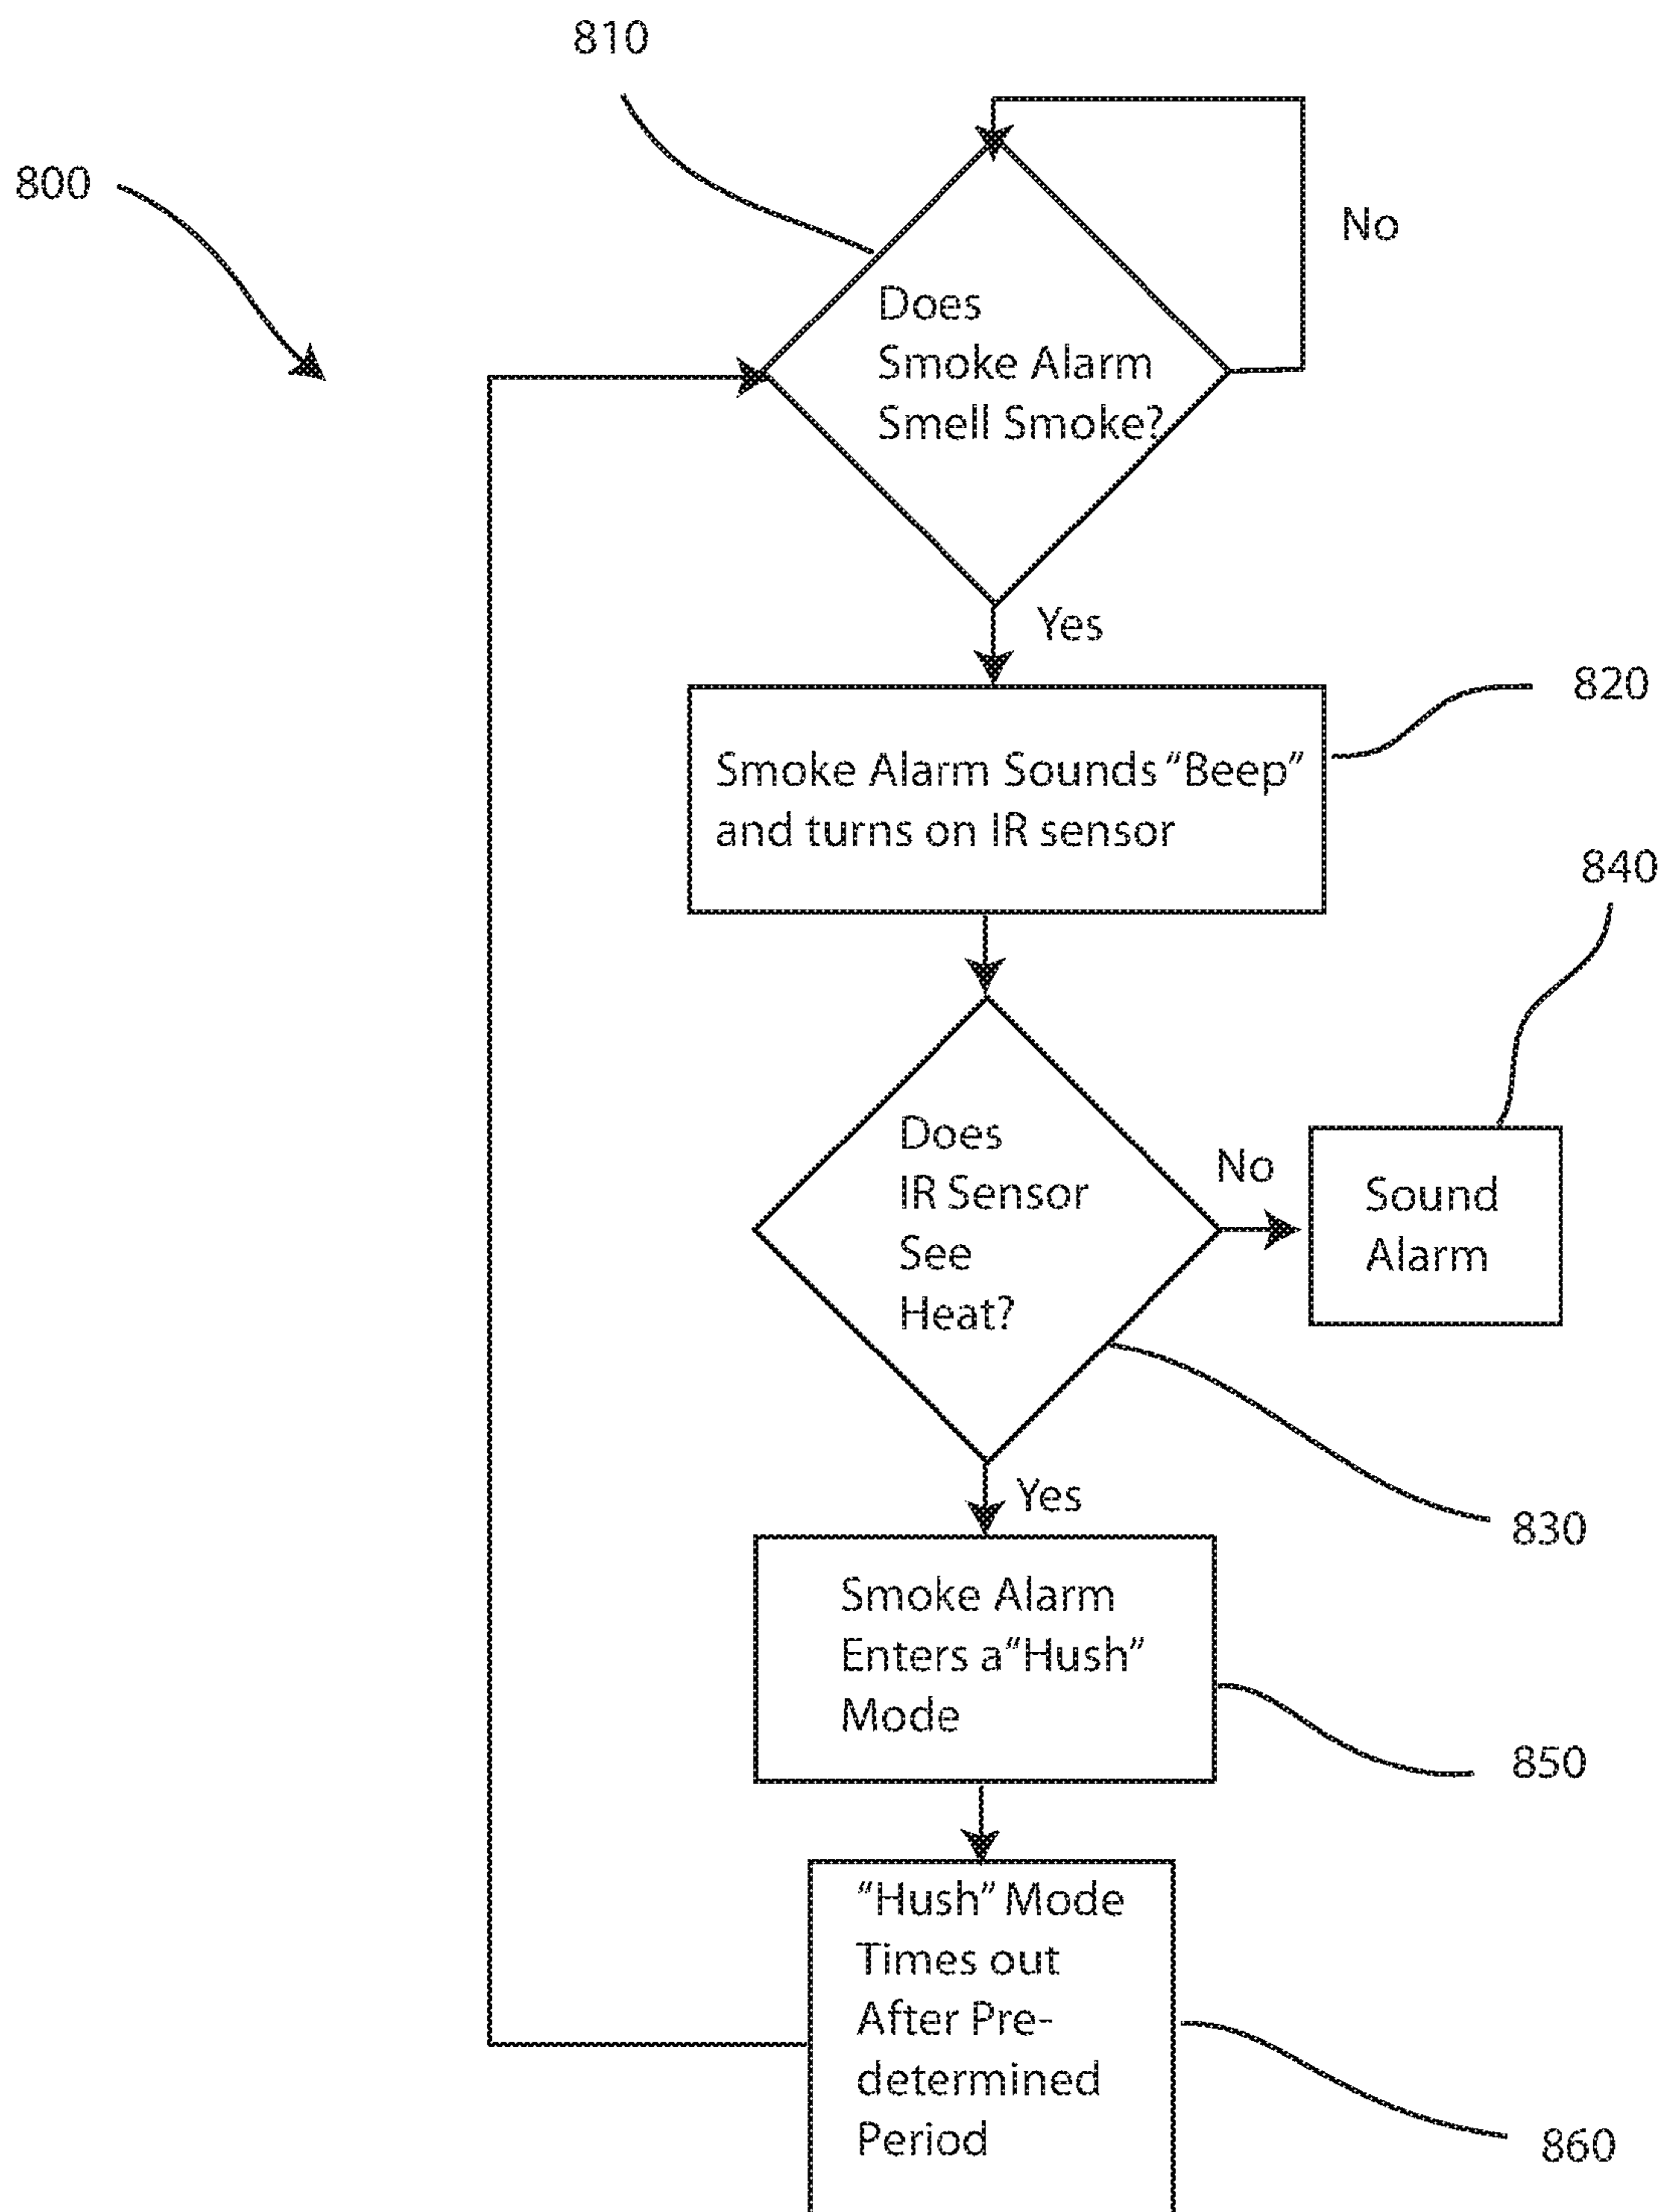 810
800
No
Does
Smoke Alarm
Smell Smoke?
Yes
820
Smoke Alarm Sounds “Beep”
and turns on IR sensor
840
Does
IR Sensor
See
Heat?
No
Sound
Alarm
Yes
830
Smoke Alarm
Enters a“Hush”
Mode
850
“Hush” Mode
Times out
After Pre-
determined
Period
860